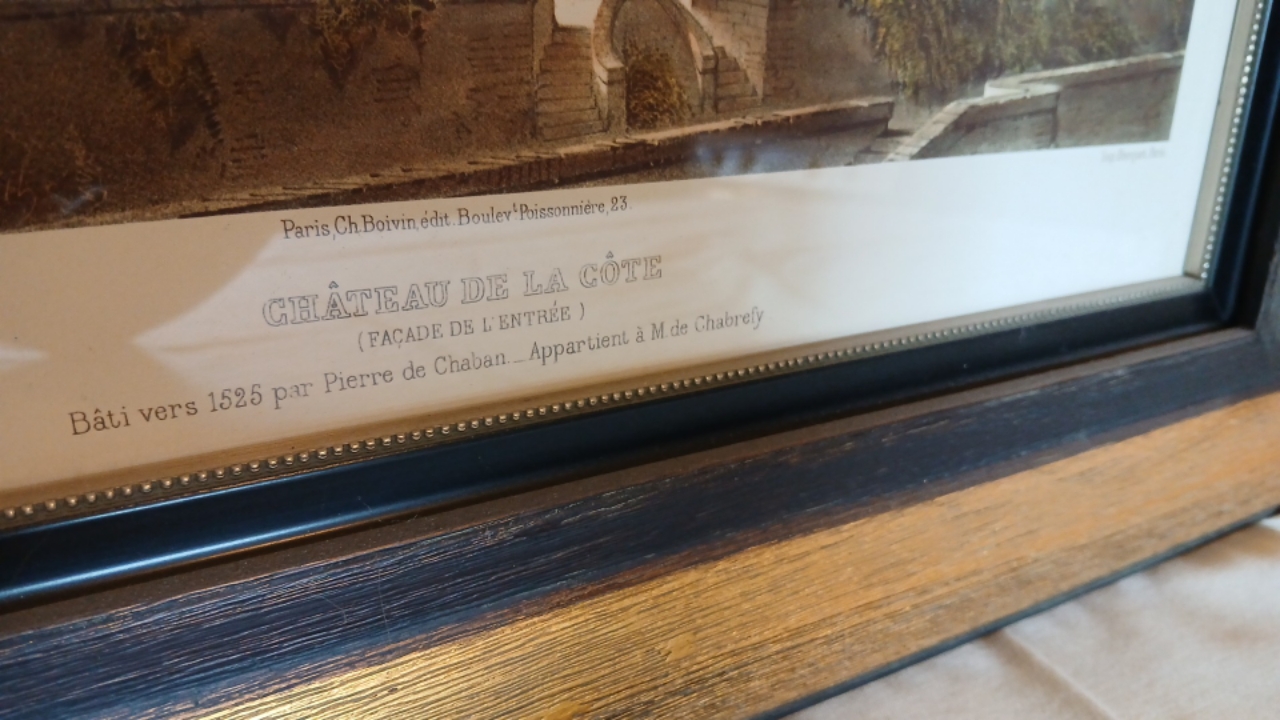 Paris, Ch. Boivin, édit. Boulevt Poissonnière, 23.
CHÂTEAU DE LA CÔTE
(FAÇADE DE L'ENTRÉE)
Bâti vers 1525 par Pierre de Chaban _ Appartient à M. de Chabrefy